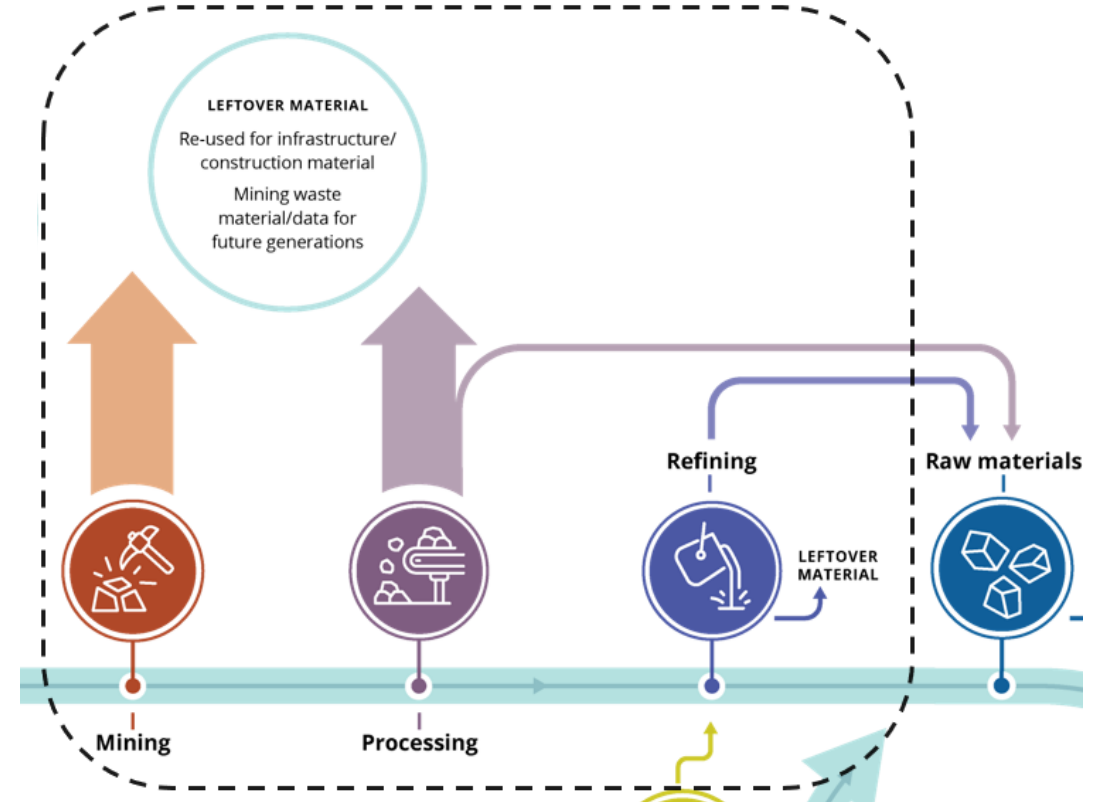 LEFTOVER MATERIAL
Re-used for infrastructure/
construction material
Mining waste
material/data for
future generations
Refining
Raw materials
LEFTOVER
MATERIAL
Mining
Processing